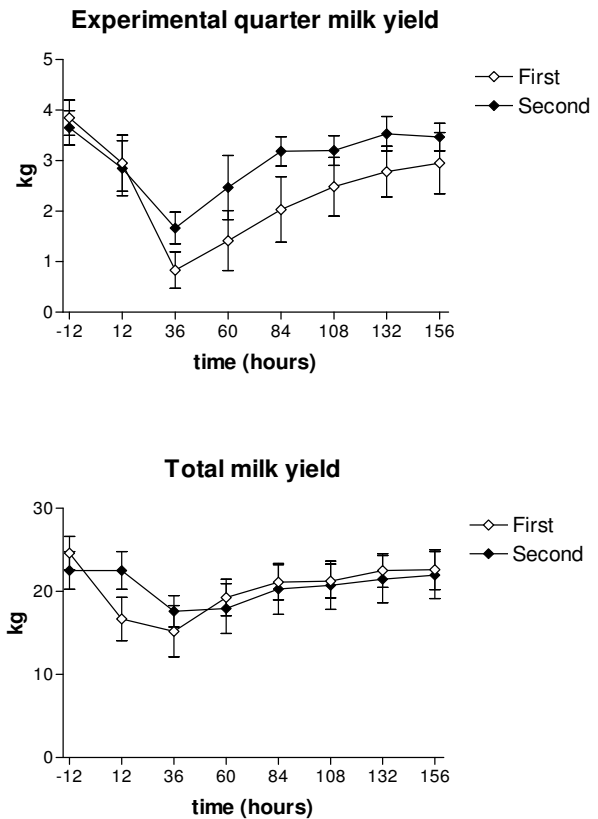 Experimental quarter milk yield
5
4
3
2
1
0
kg
-12 12 36 60 84 108 132 156
time (hours)
First
Second
Total milk yield
30
20
10
0
kg
-12 12 36 60 84 108 132 156
time (hours)
First
Second